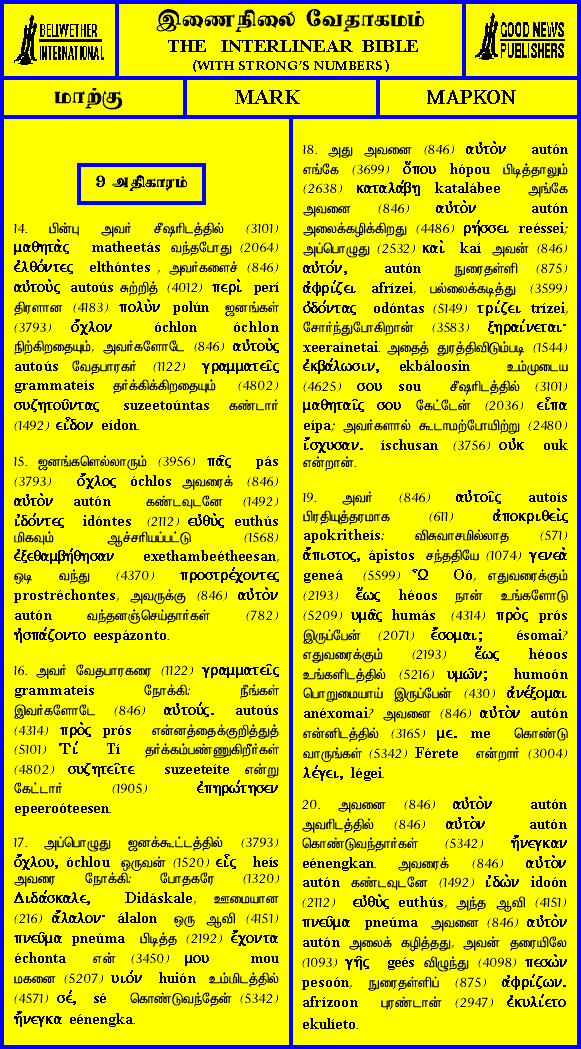 BELLWETHER
INTERNATIONAL
இணைநிலை வேதாகமம்
THE INTERLINEAR BIBLE
(WITH STRONG'S NUMBERS)
GOOD NEWS
PUBLISHERS
மாற்கு
MARK
ΜΑΡΚΟΝ
9 அதிகாரம்
14. பின்பு அவர் சீஷரிடத்தில் (3101)
μαθητὰς matheetás வந்தபோது (2064)
ἐλθόντες elthóntes , அவர்களைச் (846)
αὐτοὺς autoús சுற்றித் (4012) περὶ perí
திரளான (4183) πολὺν polún ஜனங்கள்
(3793) ὄχλον óchlon óchlon
நிற்கிறதையும், அவர்களோடே (846) αὐτοὺς
autoús வேதபாரகர் (1122) γραμματεῖς
grammateís தர்க்கிக்கிறதையும் (4802)
συζητοῦντας suzeetoúntas கண்டார்
(1492) εἶδον eídon.
15. ஜனங்களெல்லாரும் (3956) πᾶς pás
(3793) ὄχλος óchlos அவரைக் (846)
αὐτὸν autón கண்டவுடனே (1492)
ἰδόντες idóntes (2112) εὐθὺς euthús
மிகவும் ஆச்சரியப்பட்டு (1568)
ἐξεθαμβήθησαν exethambeétheesan,
ஒடி வந்து (4370) προστρέχοντες
prostréchontes, அவருக்கு (846) αὐτὸν
autón வந்தனஞ்செய்தார்கள் (782)
ἠσπάζοντο eespázonto.
16. அவர் வேதபாரகரை (1122) γραμματεῖς
grammateís நோக்கி: நீங்கள்
இவர்களோடே (846) αὐτούς. autoús
(4314) πρὸς prós என்னத்தைக்குறித்துத்
(5101) Τί Tí தர்க்கம்பண்ணுகிறீர்கள்
(4802) συζητεῖτε suzeeteíte என்று
கேட்டார் (1905) ἐπηρώτησεν
epeeroóteesen.
17. அப்பொழுது ஜனக்கூட்டத்தில் (3793)
ὄχλου, óchlou ஒருவன் (1520) εἷς heís
அவரை நோக்கி: போதகரே (1320)
Διδάσκαλε, Didáskale, ஊமையான
(216) ἄλαλον· álalon ஒரு ஆவி (4151)
πνεῦμα pneúma பிடித்த (2192) ἔχοντα
échonta என் (3450) μου mou
மகனை (5207) υιόν huión உம்மிடத்தில்
(4571) σέ, sé கொண்டுவந்தேன் (5342)
ἤνεγκα eénengka.
18. அது அவனை (846) αὐτὸν autón
எங்கே (3699) ὅπου hópou பிடித்தாலும்
(2638) καταλάβῃ katalábee அங்கே
அவனை (846) αὐτὸν autón
அலைக்கழிக்கிறது (4486) ρήσσει reéssei;
அப்பொழுது (2532) καὶ kaí அவன் (846)
αὐτόν, autón நுரைதள்ளி (875)
ἀφρίζει afrízei, பல்லைக்கடித்து (3599)
ὀδόντας odóntas (5149) τρίζει trízei,
சோர்ந்துபோகிறான் (3583) ξηραίνεται·
xeeraínetai. அதைத் துரத்திவிடும்படி (1544)
ἐκβάλωσιν, ekbáloosin உம்முடைய
(4625) σου sou சீஷரிடத்தில் (3101)
μαθηταῖς σου கேட்டேன் (2036) εἶπα
eípa; அவர்களால் கூடாமற்போயிற்று (2480)
ἴσχυσαν. íschusan (3756) οὐκ ouk
என்றான்.
19. அவர் (846) αὐτοῖς autoís
பிரதியுத்தரமாக (611) ἀποκριθεὶς
apokritheís: விசுவாசமில்லாத (571)
ἄπιστος, ápistos சந்ததியே (1074) γενεὰ
geneá (5599) Ὦ Oó, எதுவரைக்கும்
(2193) ἕως héoos நான் உங்களோடு
(5209) υμᾶς humás (4314) πρὸς prós
இருப்பேன் (2071) ἔσομαι; ésomai?
எதுவரைக்கும் (2193) ἕως héoos
உங்களிடத்தில் (5216) υμῶν; humoón
பொறுமையாய் இருப்பேன் (430) ἀνέξομαι
anéxomai? அவனை (846) αὐτὸν autón
என்னிடத்தில் (3165) με. me கொண்டு
வாருங்கள் (5342) Férete என்றார் (3004)
λέγει, légei.
20. அவனை (846) αὐτὸν autón
அவரிடத்தில் (846) αὐτὸν autón
கொண்டுவந்தார்கள் (5342) ἤνεγκαν
eénengkan. அவரைக் (846) αὐτὸν
autón கண்டவுடனே (1492) ἰδὼν idoón
(2112) εὐθὺς euthús, அந்த ஆவி (4151)
πνεῦμα pneúma அவனை (846) αὐτὸν
autón அலைக் கழித்தது, அவன் தரையிலே
(1093) γῆς geés விழுந்து (4098) πεσὼν
pesoón, நுரைதள்ளிப் (875) ἀφρίζων.
afrízoon புரண்டான் (2947) ἐκυλίετο
ekulíeto.